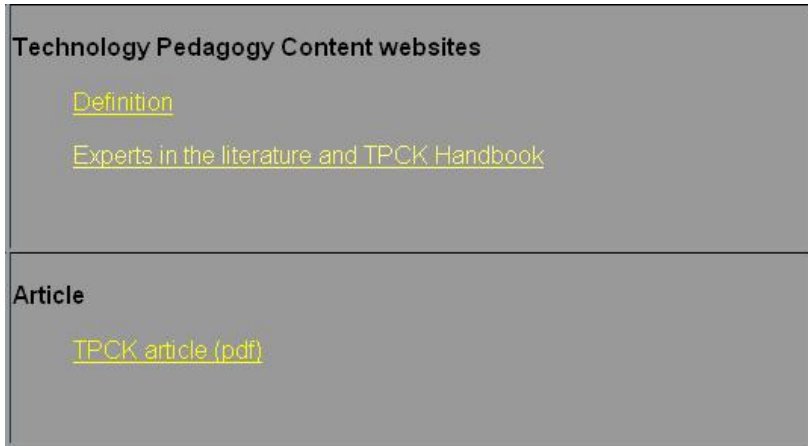 Technology Pedagogy Content websites
Definition
Experts in the literature and TPCK Handbook
Article
TPCK article (pdf)